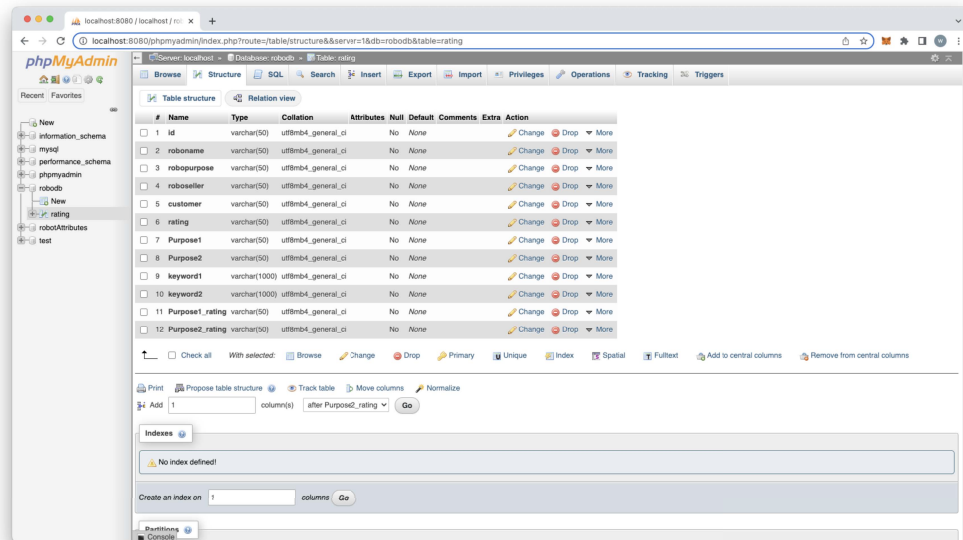 localhost:8080 / localhost / rob
localhost:8080/phpmyadmin/index.php?route=/table/structure&&server=1&db=robodb&table=rating
phpMyAdmin
Recent Favorites
New
information_schema
mysql
performance_schema
phpmyadmin
robodb
New
rating
robotAttributes
test
Server: localhost » Database: robodb » Table: rating
Browse Structure SQL Search Insert Export Import Privileges Operations Tracking Triggers
Table structure Relation view
# Name Type Collation Attributes Null Default Comments Extra Action
1 id varchar(50) utf8mb4_general_ci No None Change Drop More
2 roboname varchar(50) utf8mb4_general_ci No None Change Drop More
3 robopurpose varchar(50) utf8mb4_general_ci No None Change Drop More
4 roboseller varchar(50) utf8mb4_general_ci No None Change Drop More
5 customer varchar(50) utf8mb4_general_ci No None Change Drop More
6 rating varchar(50) utf8mb4_general_ci No None Change Drop More
7 Purpose1 varchar(50) utf8mb4_general_ci No None Change Drop More
8 Purpose2 varchar(50) utf8mb4_general_ci No None Change Drop More
9 keyword1 varchar(1000) utf8mb4_general_ci No None Change Drop More
10 keyword2 varchar(1000) utf8mb4_general_ci No None Change Drop More
11 Purpose1_rating varchar(50) utf8mb4_general_ci No None Change Drop More
12 Purpose2_rating varchar(50) utf8mb4_general_ci No None Change Drop More
Check all With selected: Browse Change Drop Primary Unique Index Spatial Fulltext Add to central columns Remove from central columns
Print Propose table structure Track table Move columns Normalize
Add 1 column(s) after Purpose2_rating Go
Indexes
No index defined!
Create an index on 1 columns Go
Partitions
Console